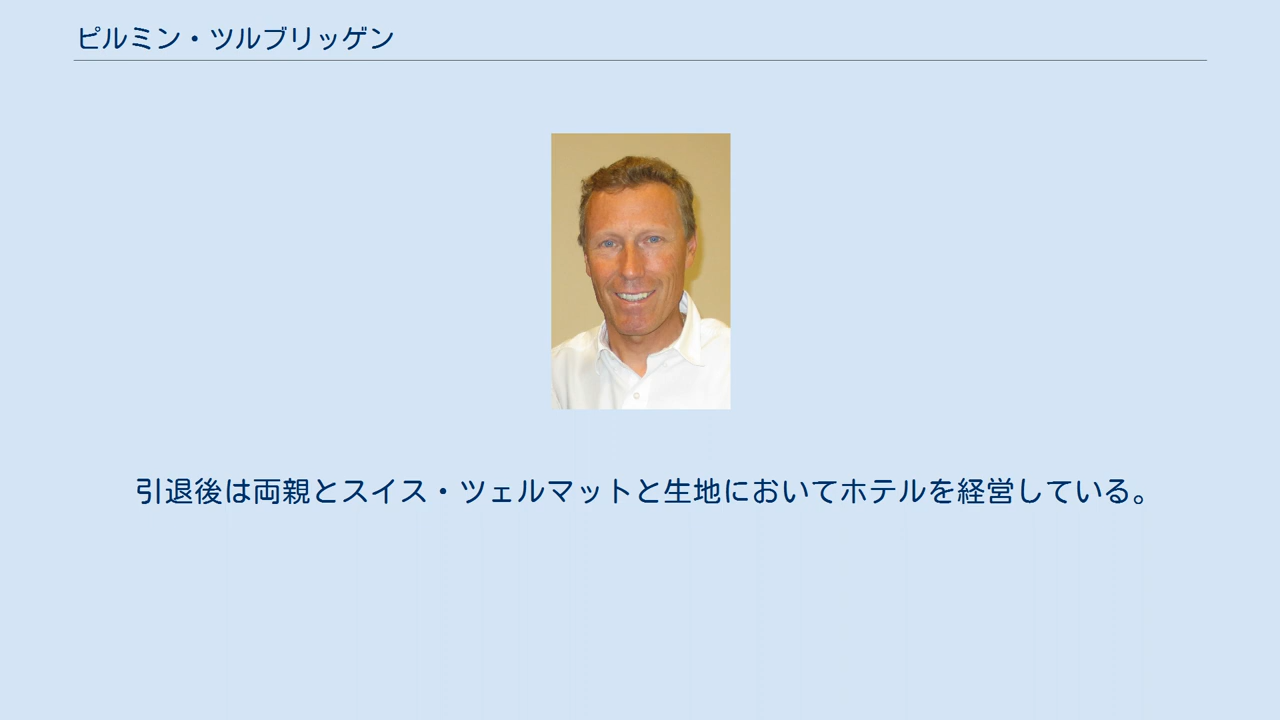 ピルミン・ツルブリッゲン
引退後は両親とスイス・ツェルマットと生地においてホテルを経営している。